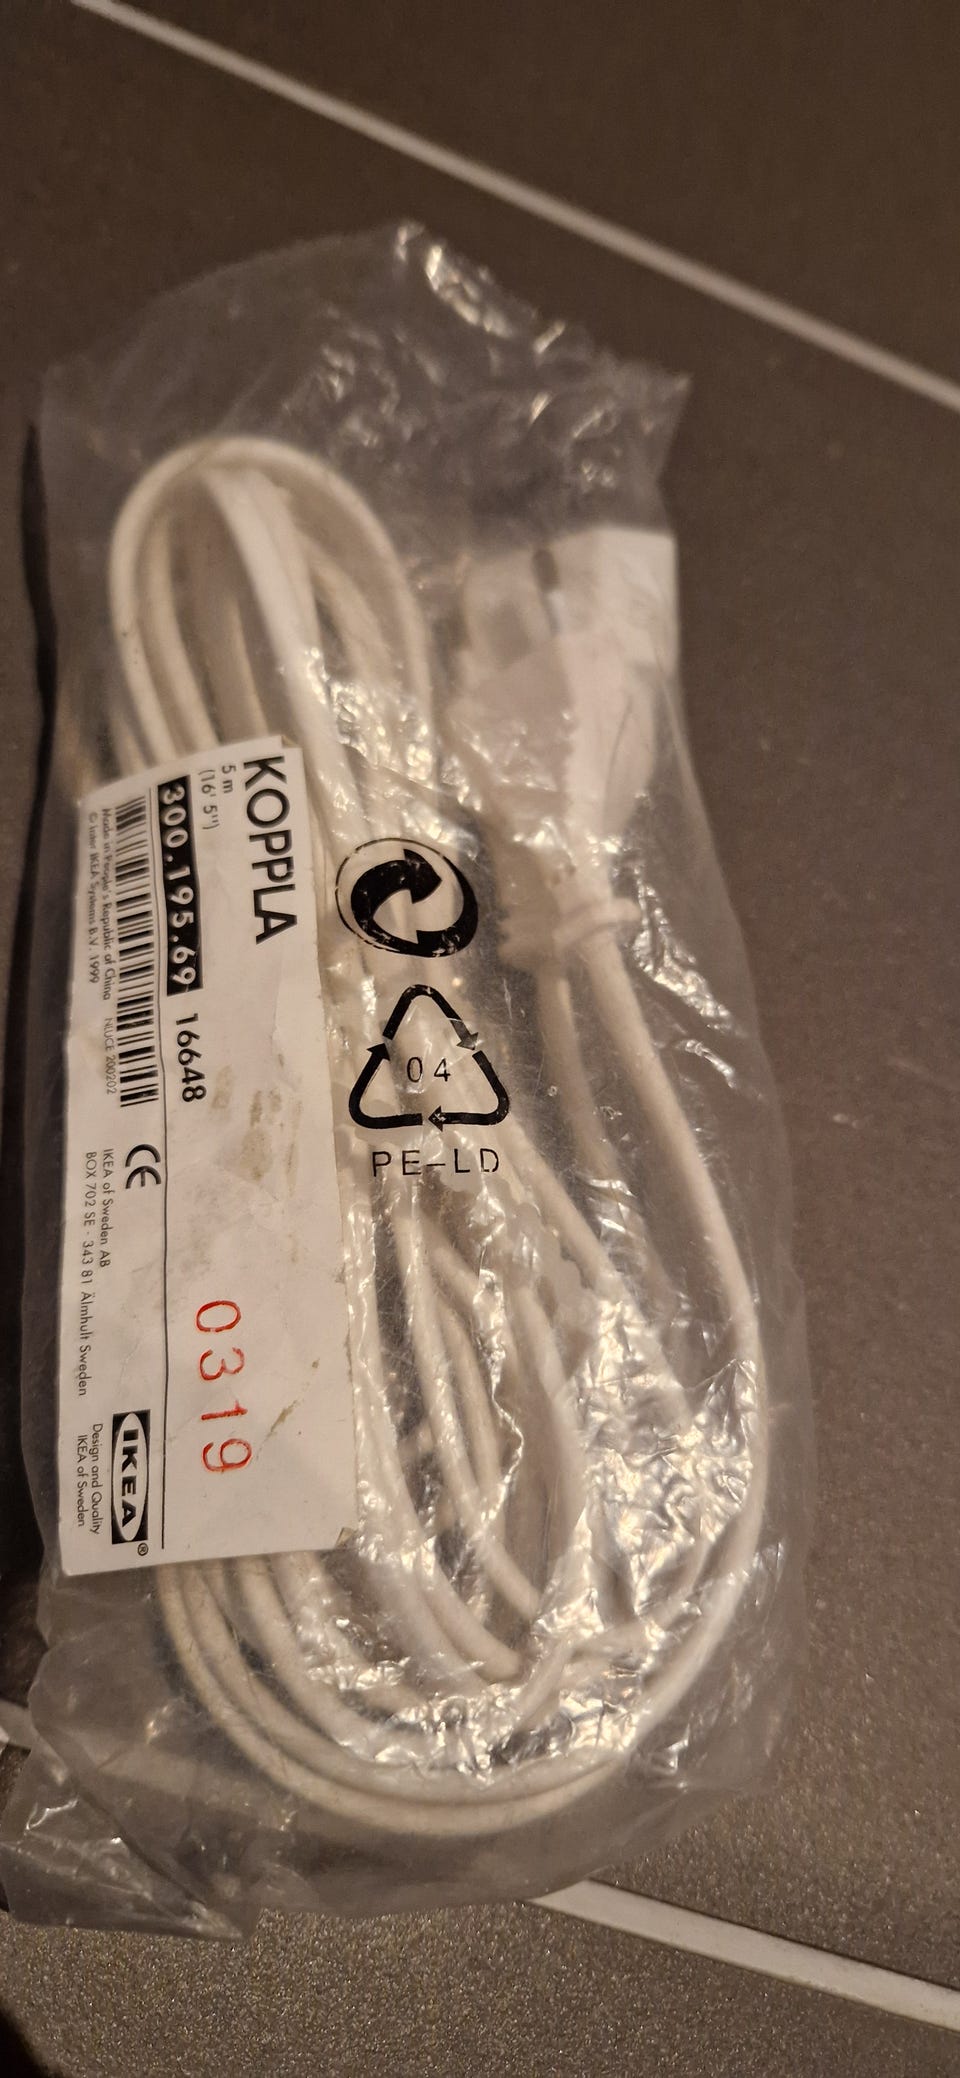 KOPPLA
5 m
(16' 5")
300.195.69 16648
Made in People's Republic of China NLUCE 200202
© Inter IKEA Systems B.V. 1999
CE
IKEA of Sweden AB
BOX 702 SE - 343 81 Älmhult Sweden
0319
IKEA®
Design and Quality
IKEA of Sweden
04
PE-LD